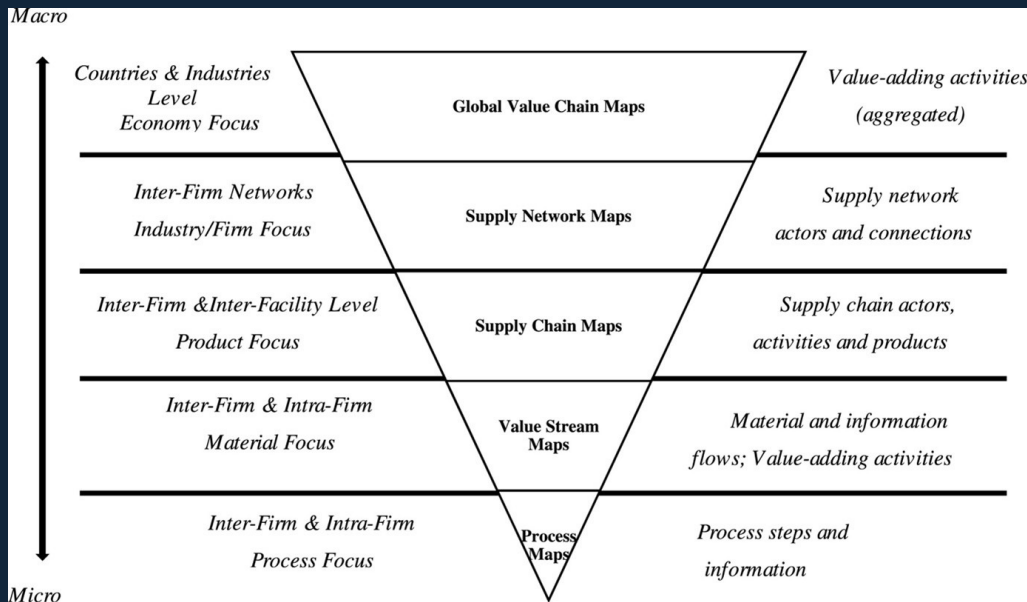 Macro
Countries & Industries
Level
Economy Focus
Global Value Chain Maps
Value-adding activities
(aggregated)
Inter-Firm Networks
Industry/Firm Focus
Supply Network Maps
Supply network
actors and connections
Inter-Firm &Inter-Facility Level
Product Focus
Supply Chain Maps
Supply chain actors,
activities and products
Inter-Firm & Intra-Firm
Material Focus
Value Stream
Maps
Material and information
flows; Value-adding activities
Inter-Firm & Intra-Firm
Process Focus
Process
Maps
Process steps and
information
Micro